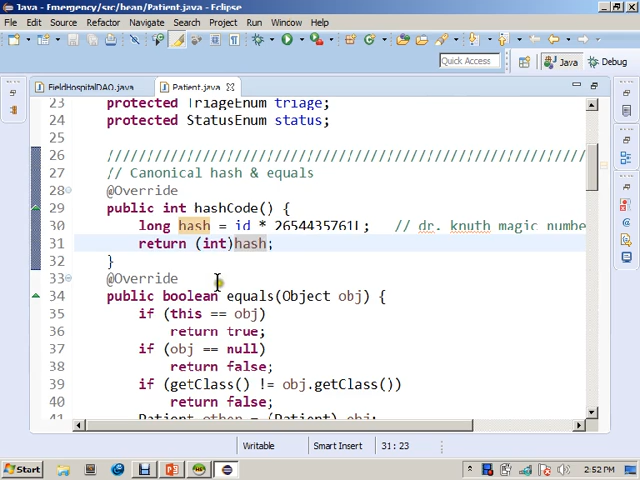 Java - Emergency/src/bean/Patient.java - Eclipse
File Edit Source Refactor Navigate Search Project Run Window Help
Quick Access Java Debug
FieldHospitalDAO.java Patient.java
23 protected TriageEnum triage;
24 protected StatusEnum status;
25
26 ////////////////////////////////////////////////////////////
27 // Canonical hash & equals
28 @Override
29 public int hashCode() {
30 long hash = id * 2654435761L; // dr. knuth magic numbe
31 return (int)hash;
32 }
33 @Override
34 public boolean equals(Object obj) {
35 if (this == obj)
36 return true;
37 if (obj == null)
38 return false;
39 if (getClass() != obj.getClass())
40 return false;
41 Patient other = (Patient) obj;
Writable Smart Insert 31 : 23
Start 2:52 PM